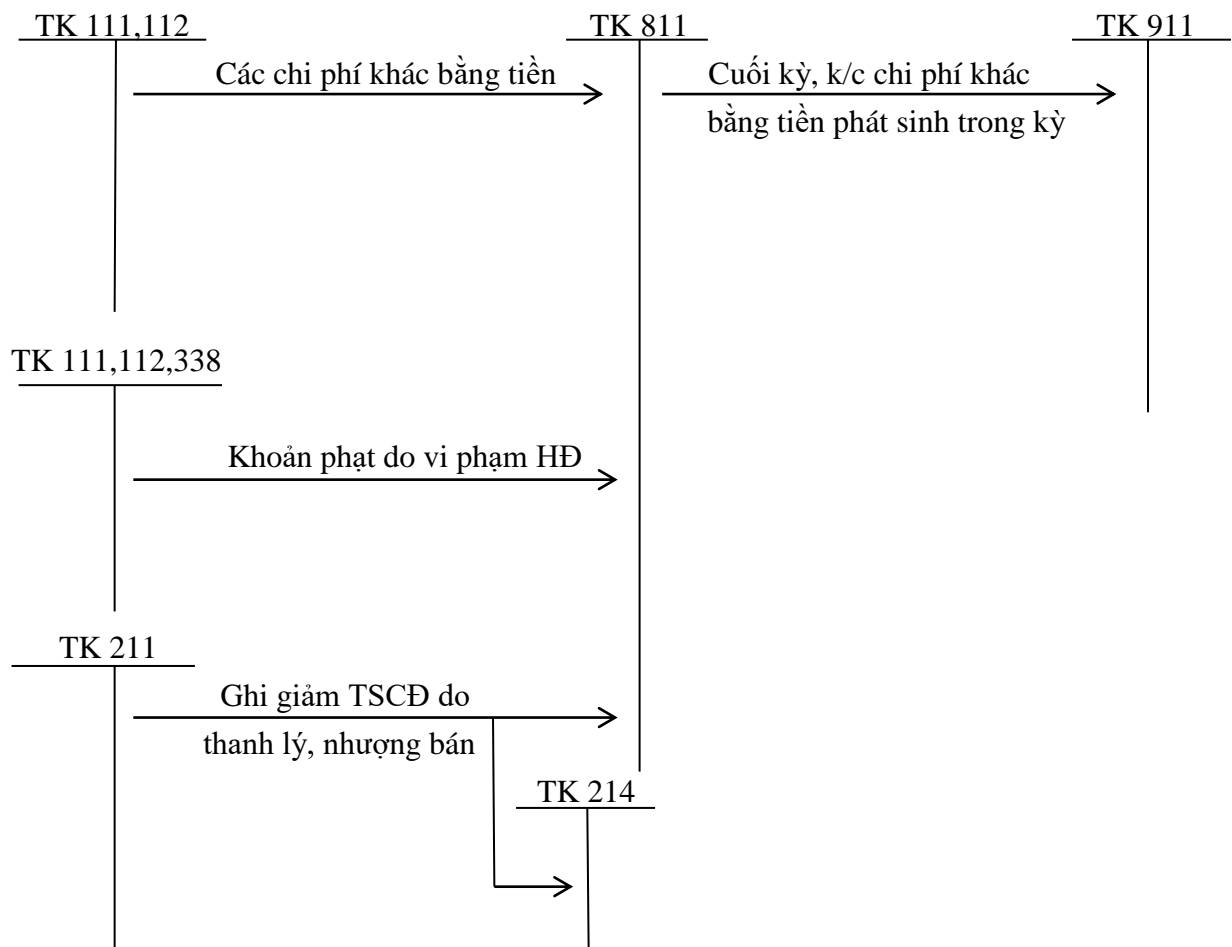 TK 111,112
TK 811
TK 911
Các chi phí khác bằng tiền
Cuối kỳ, k/c chi phí khác
bằng tiền phát sinh trong kỳ
TK 111,112,338
Khoản phạt do vi phạm HĐ
TK 211
Ghi giảm TSCĐ do
thanh lý, nhượng bán
TK 214